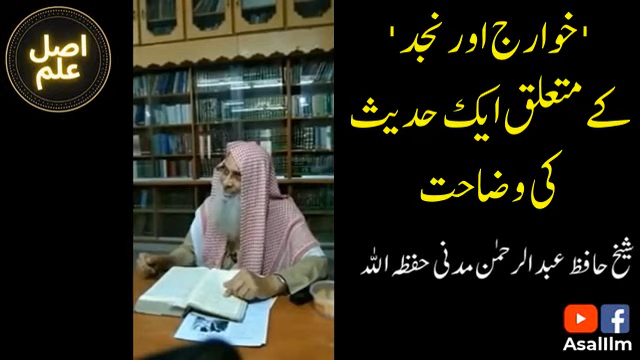 اصل
علم
'خوارج اور نجد'
کے متعلق ایک حدیث
کی وضاحت
شیخ حافظ عبدالرحمٰن مدنی حفظہ اللہ
AsalIlm